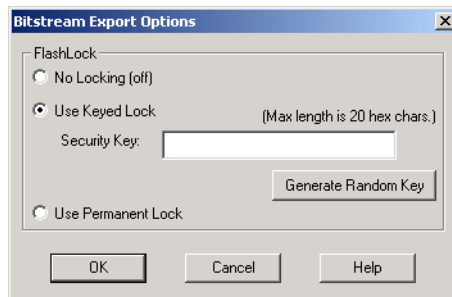 Bitstream Export Options
FlashLock
No Locking (off)
Use Keyed Lock
(Max length is 20 hex chars.)
Security Key:
Generate Random Key
Use Permanent Lock
OK
Cancel
Help